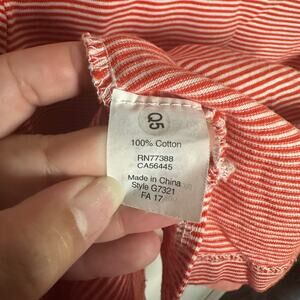 Q5
100% Cotton
RN77388
CA56445
Made in China
Style G7321
FA 17